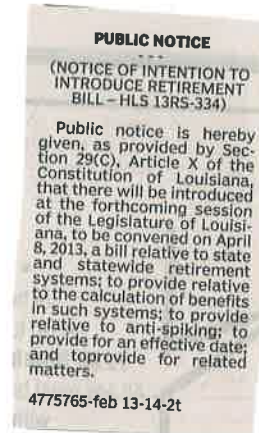 PUBLIC NOTICE
---
(NOTICE OF INTENTION TO
INTRODUCE RETIREMENT
BILL – HLS 13RS-334)
Public notice is hereby
given, as provided by Sec-
tion 29(C), Article X of the
Constitution of Louisiana,
that there will be introduced
at the forthcoming session
of the Legislature of Louisi-
ana, to be convened on April
8, 2013, a bill relative to state
and statewide retirement
systems; to provide relative
to the calculation of benefits
in such systems; to provide
relative to anti-spiking; to
provide for an effective date;
and toprovide for related
matters.
4775765-feb 13-14-2t